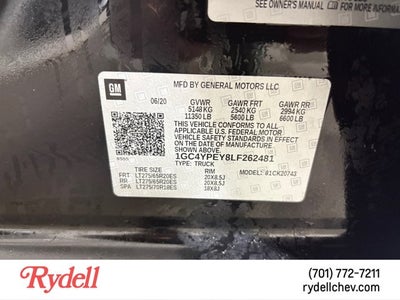 SEE OWNER'S MANUAL
GM
MFD BY GENERAL MOTORS LLC
06/20 GVWR GAWR FRT GAWR RR
5148 KG 2540 KG 2994 KG
11350 LB 5600 LB 6600 LB
THIS VEHICLE CONFORMS TO ALL
APPLICABLE U.S. FEDERAL MOTOR
VEHICLE SAFETY STANDARDS IN
EFFECT ON THE DATE OF
MANUFACTURE SHOWN ABOVE.
1GC4YPEY8LF262481
TYPE: TRUCK MODEL:
RIM
FRT LT275/65R20ES 20X8.5J
RR LT275/65R20ES 20X8.5J
SPA LT275/70R18ES 18X8J
Rydell
(701) 772-7211
rydellchev.com